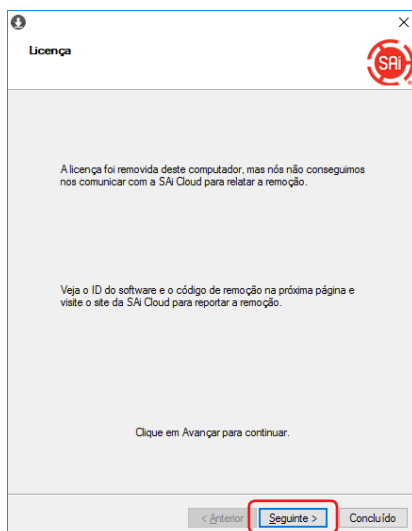 Licença
SAi
A licença foi removida deste computador, mas nós não conseguimos
nos comunicar com a SAi Cloud para relatar a remoção.
Veja o ID do software e o código de remoção na próxima página e
visite o site da SAi Cloud para reportar a remoção.
Clique em Avançar para continuar.
< Anterior
Seguinte >
Concluído